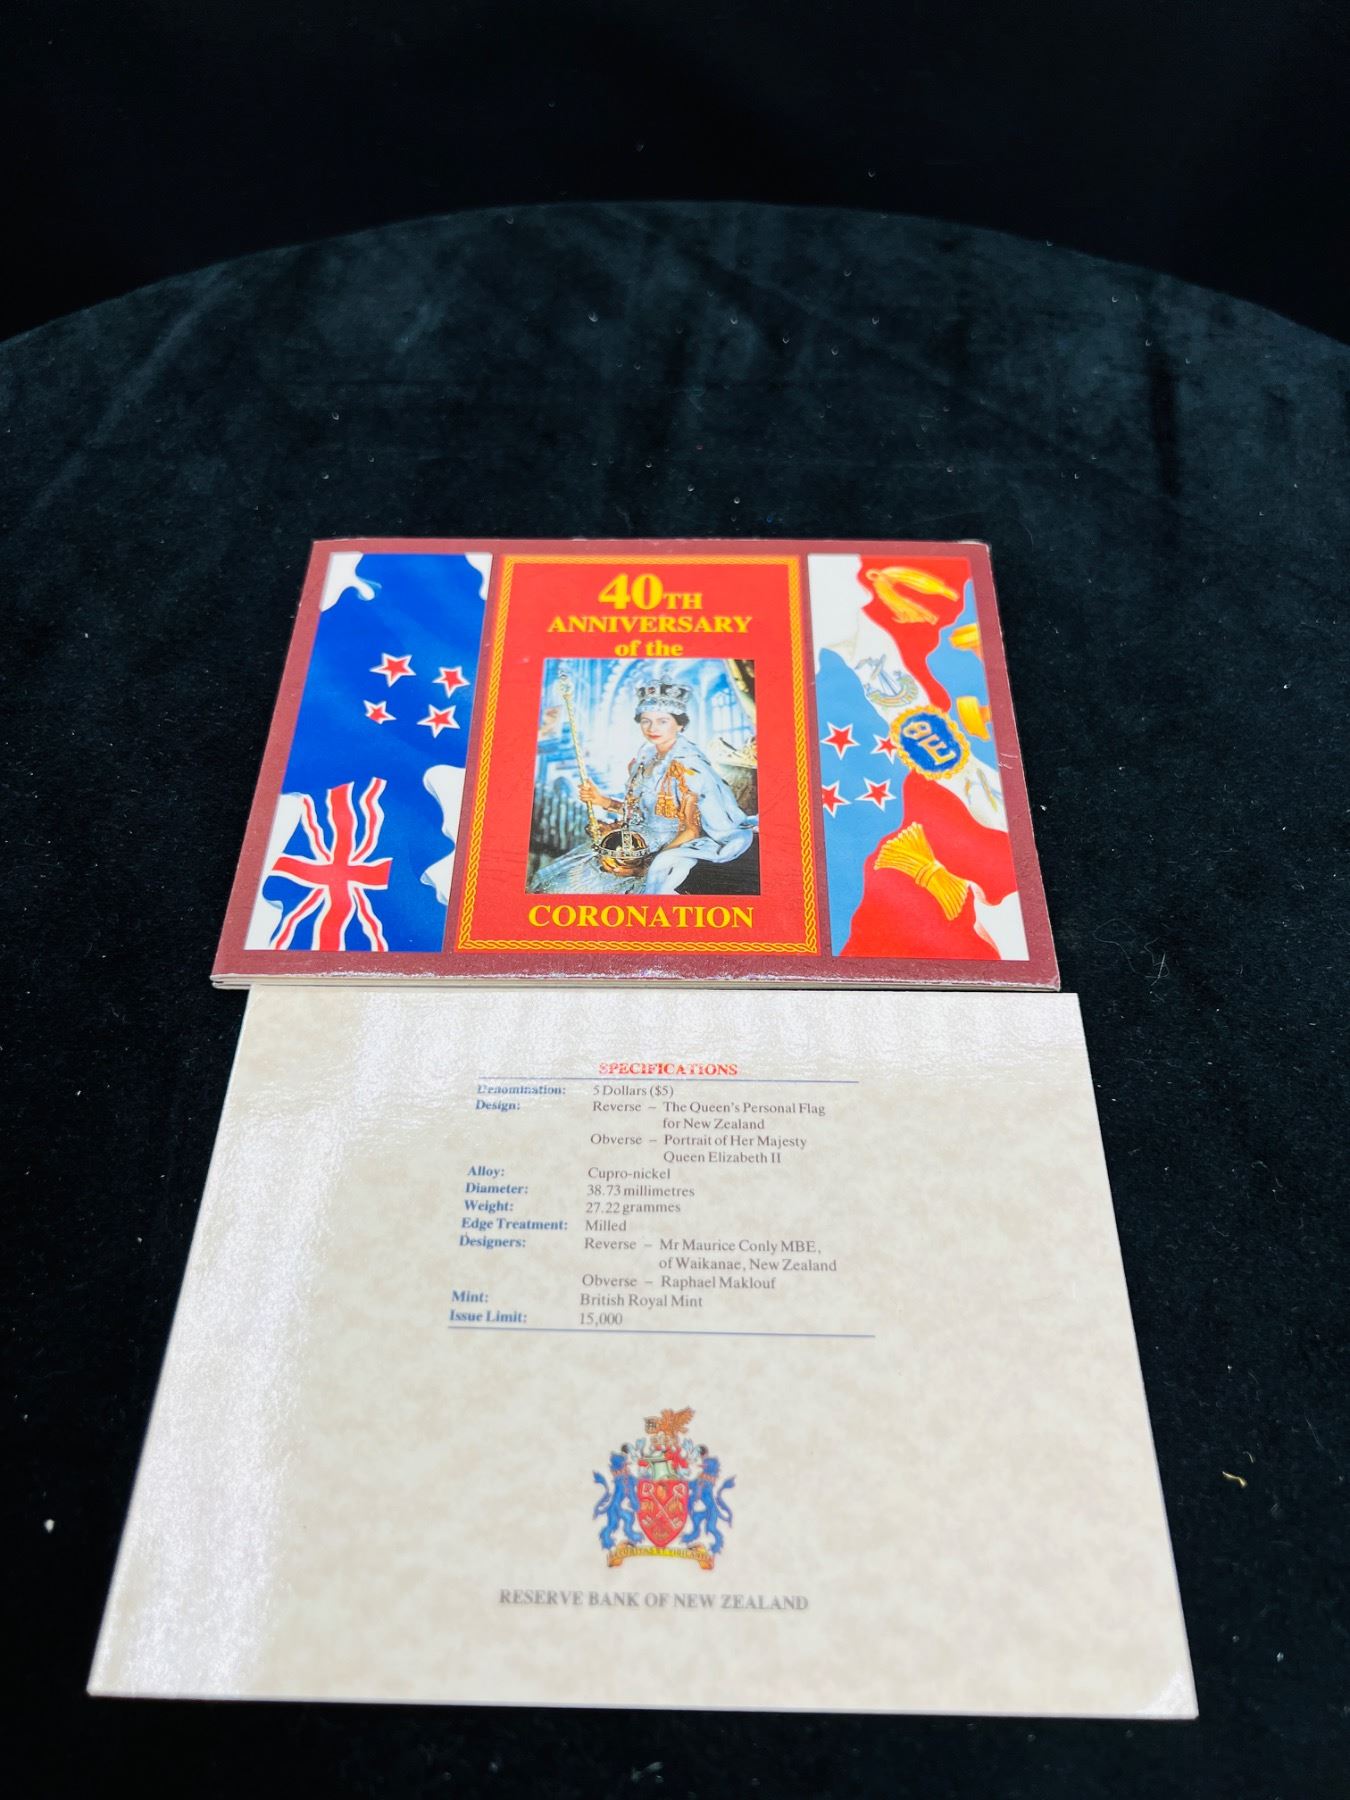 40TH
ANNIVERSARY
of the
CORONATION
SPECIFICATIONS
Denomination: 5 Dollars ($5)
Design: Reverse – The Queen's Personal Flag
for New Zealand
Obverse – Portrait of Her Majesty
Queen Elizabeth II
Alloy: Cupro-nickel
Diameter: 38.73 millimetres
Weight: 27.22 grammes
Edge Treatment: Milled
Designers: Reverse – Mr Maurice Conly MBE,
of Waikanae, New Zealand
Obverse – Raphael Maklouf
Mint: British Royal Mint
Issue Limit: 15,000
RESERVE BANK OF NEW ZEALAND